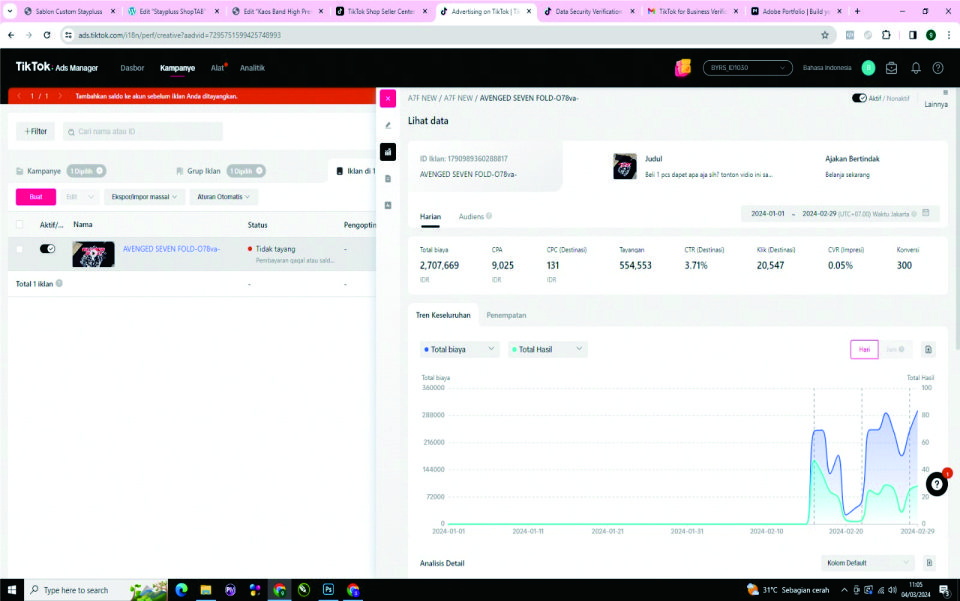 Sablon Custom Staypluss
Edit "Staypluss ShopTAB"
Edit "Kaos Band High Pre
TikTok Shop Seller Center
Advertising on TikTok | Ti
Data Security Verification
TikTok for Business Verific
Adobe Portfolio | Build yo
ads.tiktok.com/i18n/perf/creative?aadvid=7295751599425748993
TikTok: Ads Manager
Dasbor
Kampanye
Alat
Analitik
BYRS_ID1030
Bahasa Indonesia
B
1 / 1
Tambahkan saldo ke akun sebelum iklan Anda ditayangkan.
+Filter
Cari nama atau ID
Kampanye
1 Dipilih
Grup Iklan
1 Dipilih
Iklan di 1
Buat
Edit
Ekspor/impor massal
Aturan Otomatis
Aktif/...
Nama
Status
Pengoptin
AVENGED SEVEN FOLD-O78va-
Tidak tayang
-
Pembayaran gagal atau sald...
Total 1 iklan
-
-
A7F NEW / A7F NEW / AVENGED SEVEN FOLD-O78va-
Aktif / Nonaktif
Lainnya
Lihat data
ID Iklan: 1790989360288817
AVENGED SEVEN FOLD-O78va-
Judul
Beli 1 pcs dapet apa aja sih? tonton vidio ini sa...
Ajakan Bertindak
Belanja sekarang
Harian
Audiens
2024-01-01 ~ 2024-02-29 (UTC+07.00) Waktu Jakarta
Total biaya
2,707,669
IDR
CPA
9,025
IDR
CPC (Destinasi)
131
IDR
Tayangan
554,553
CTR (Destinasi)
3.71%
Klik (Destinasi)
20,547
CVR (Impresi)
0.05%
Konversi
300
Tren Keseluruhan
Penempatan
Total biaya
Total Hasil
Hari
Jam
Total biaya
Total Hasil
360000
288000
216000
144000
72000
0
100
80
60
40
20
0
2024-01-01
2024-01-11
2024-01-21
2024-01-31
2024-02-10
2024-02-20
2024-02-29
1
Analisis Detail
Kolom Default
Type here to search
31°C Sebagian cerah
11:05
04/03/2024